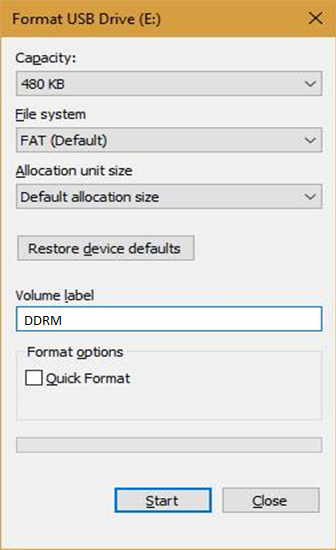 Format USB Drive (E:)
Capacity:
480 KB
File system
FAT (Default)
Allocation unit size
Default allocation size
Restore device defaults
Volume label
DDRM
Format options
Quick Format
Start
Close